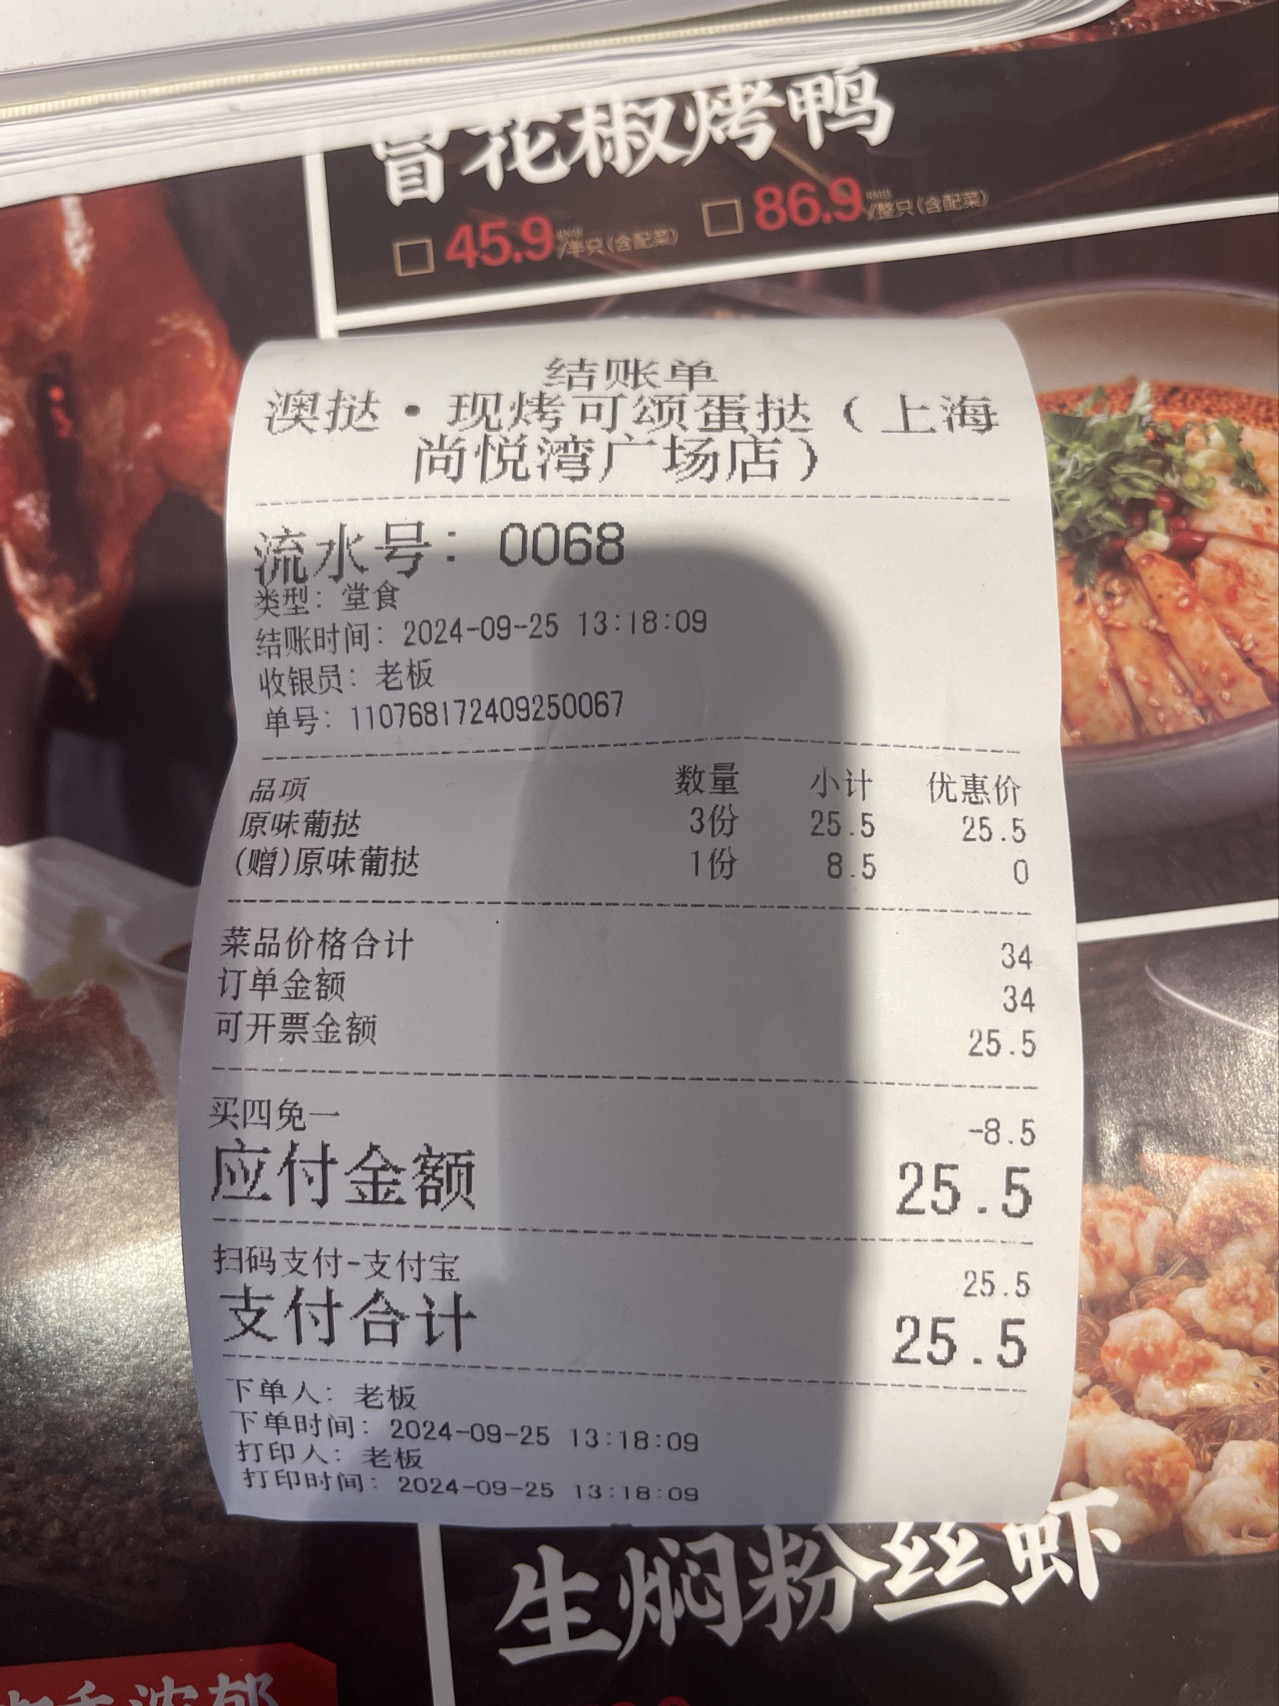 冒花椒烤鸭
45.9/半只(含配菜) 86.9/整只(含配菜)
结账单
澳挞·现烤可颂蛋挞（上海
尚悦湾广场店）
流水号：0068
类型：堂食
结账时间：2024-09-25 13:18:09
收银员：老板
单号：110768172409250067
品项 数量 小计 优惠价
原味葡挞 3份 25.5 25.5
(赠)原味葡挞 1份 8.5 0
菜品价格合计 34
订单金额 34
可开票金额 25.5
买四免一 -8.5
应付金额 25.5
扫码支付-支付宝 25.5
支付合计 25.5
下单人：老板
下单时间：2024-09-25 13:18:09
打印人：老板
打印时间：2024-09-25 13:18:09
生焖粉丝虾